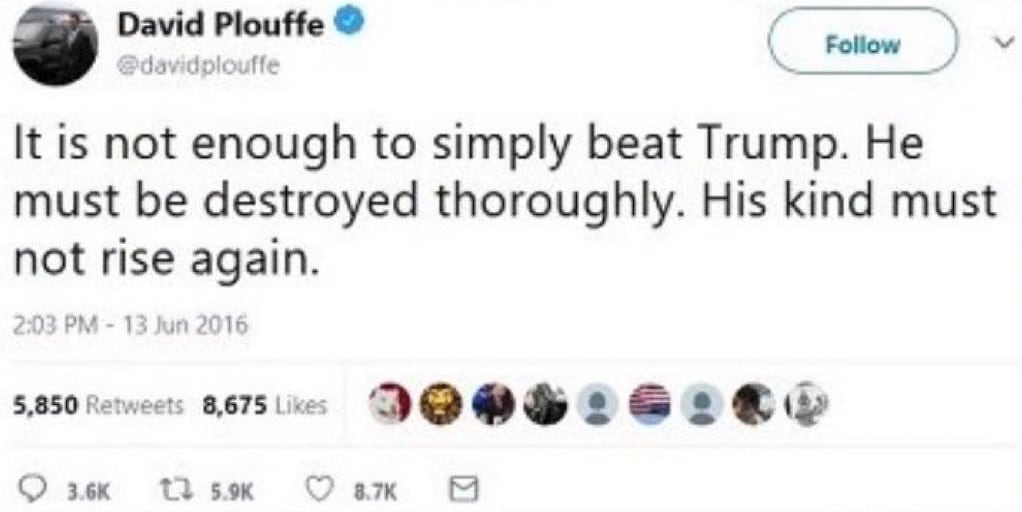 David Plouffe
@davidplouffe
Follow
It is not enough to simply beat Trump. He
must be destroyed thoroughly. His kind must
not rise again.
2:03 PM - 13 Jun 2016
5,850 Retweets 8,675 Likes
3.6K 5.9K 8.7K